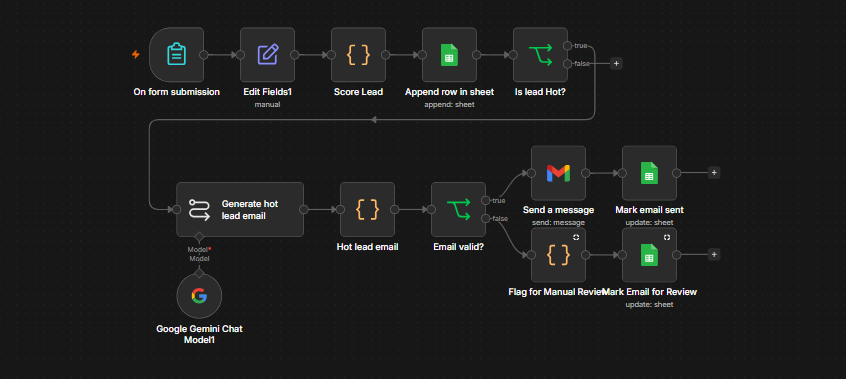 true
false
On form submission
Edit Fields1
manual
Score Lead
Append row in sheet
append: sheet
Is lead Hot?
Generate hot
lead email
Model*
Model
Google Gemini Chat
Model1
Hot lead email
true
false
Email valid?
Send a message
send: message
Mark email sent
update: sheet
Flag for Manual Review
Mark Email for Review
update: sheet